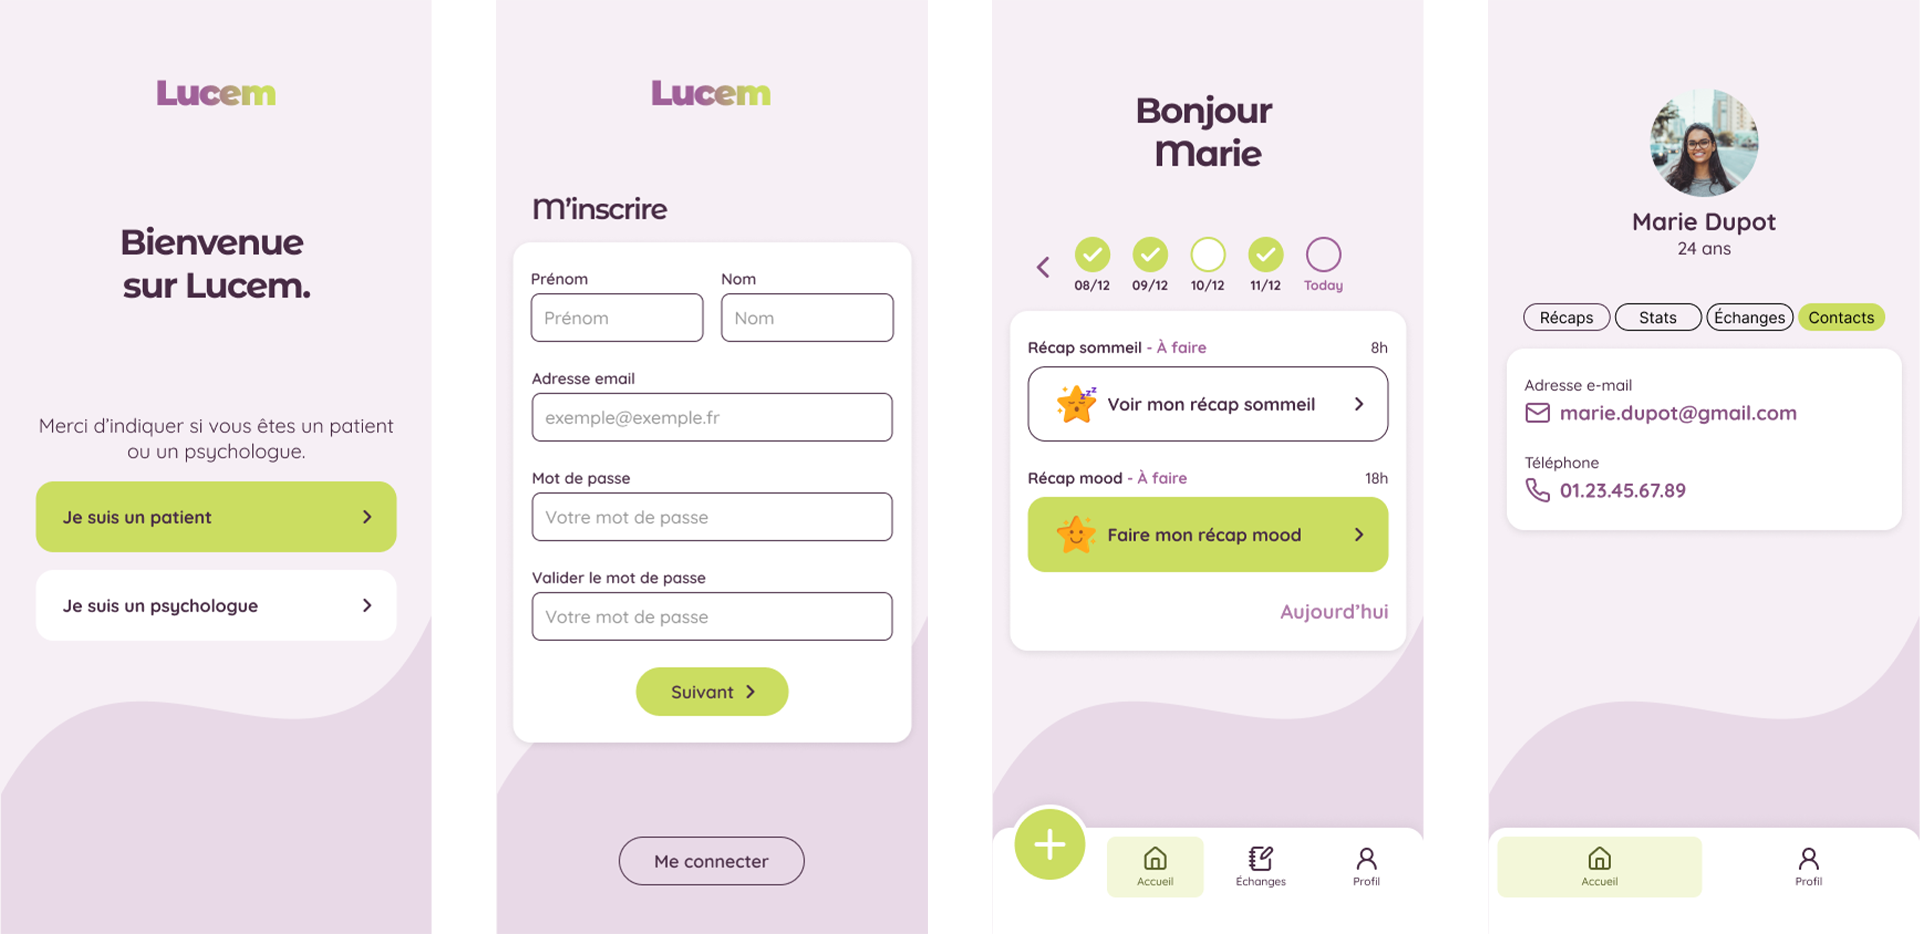 Lucem
Bienvenue
sur Lucem.
Merci d'indiquer si vous êtes un patient
ou un psychologue.
Je suis un patient
Je suis un psychologue
Lucem
M'inscrire
Prénom
Nom
Prénom
Nom
Adresse email
exemple@exemple.fr
Mot de passe
Votre mot de passe
Valider le mot de passe
Votre mot de passe
Suivant
Me connecter
Bonjour
Marie
08/12 09/12 10/12 11/12 Today
Récap sommeil - À faire 8h
Voir mon récap sommeil
Récap mood - À faire 18h
Faire mon récap mood
Aujourd'hui
Accueil Échanges Profil
Marie Dupot
24 ans
Récaps Stats Échanges Contacts
Adresse e-mail
marie.dupot@gmail.com
Téléphone
01.23.45.67.89
Accueil Profil